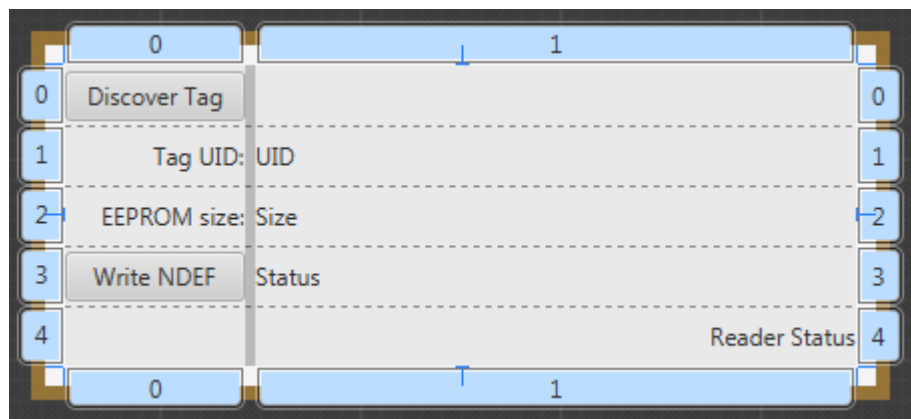 0 1
0 Discover Tag 0
1 Tag UID: UID 1
2 EEPROM size: Size 2
3 Write NDEF Status 3
4 Reader Status 4
0 1